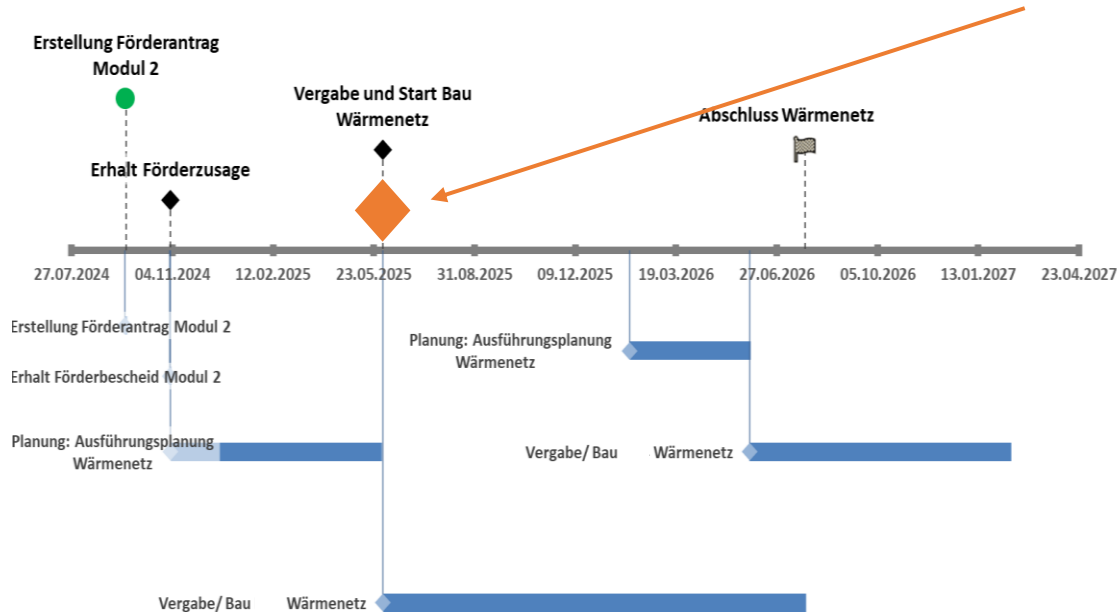 Erstellung Förderantrag
Modul 2
Vergabe und Start Bau
Wärmenetz
Abschluss Wärmenetz
Erhalt Förderzusage
27.07.2024 04.11.2024 12.02.2025 23.05.2025 31.08.2025 09.12.2025 19.03.2026 27.06.2026 05.10.2026 13.01.2027 23.04.2027
Erstellung Förderantrag Modul 2
Planung: Ausführungsplanung
Wärmenetz
Erhalt Förderbescheid Modul 2
Planung: Ausführungsplanung
Wärmenetz
Vergabe/ Bau Wärmenetz
Vergabe/ Bau Wärmenetz